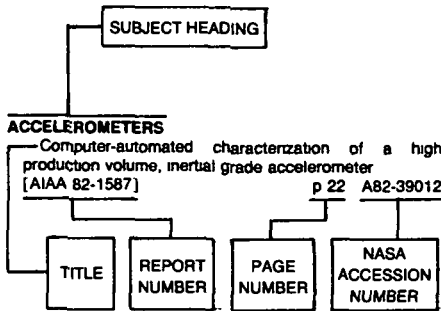 SUBJECT HEADING
ACCELEROMETERS
Computer-automated characterization of a high
production volume, inertial grade accelerometer
[AIAA 82-1587] p 22 A82-39012
TITLE
REPORT
NUMBER
PAGE
NUMBER
NASA
ACCESSION
NUMBER